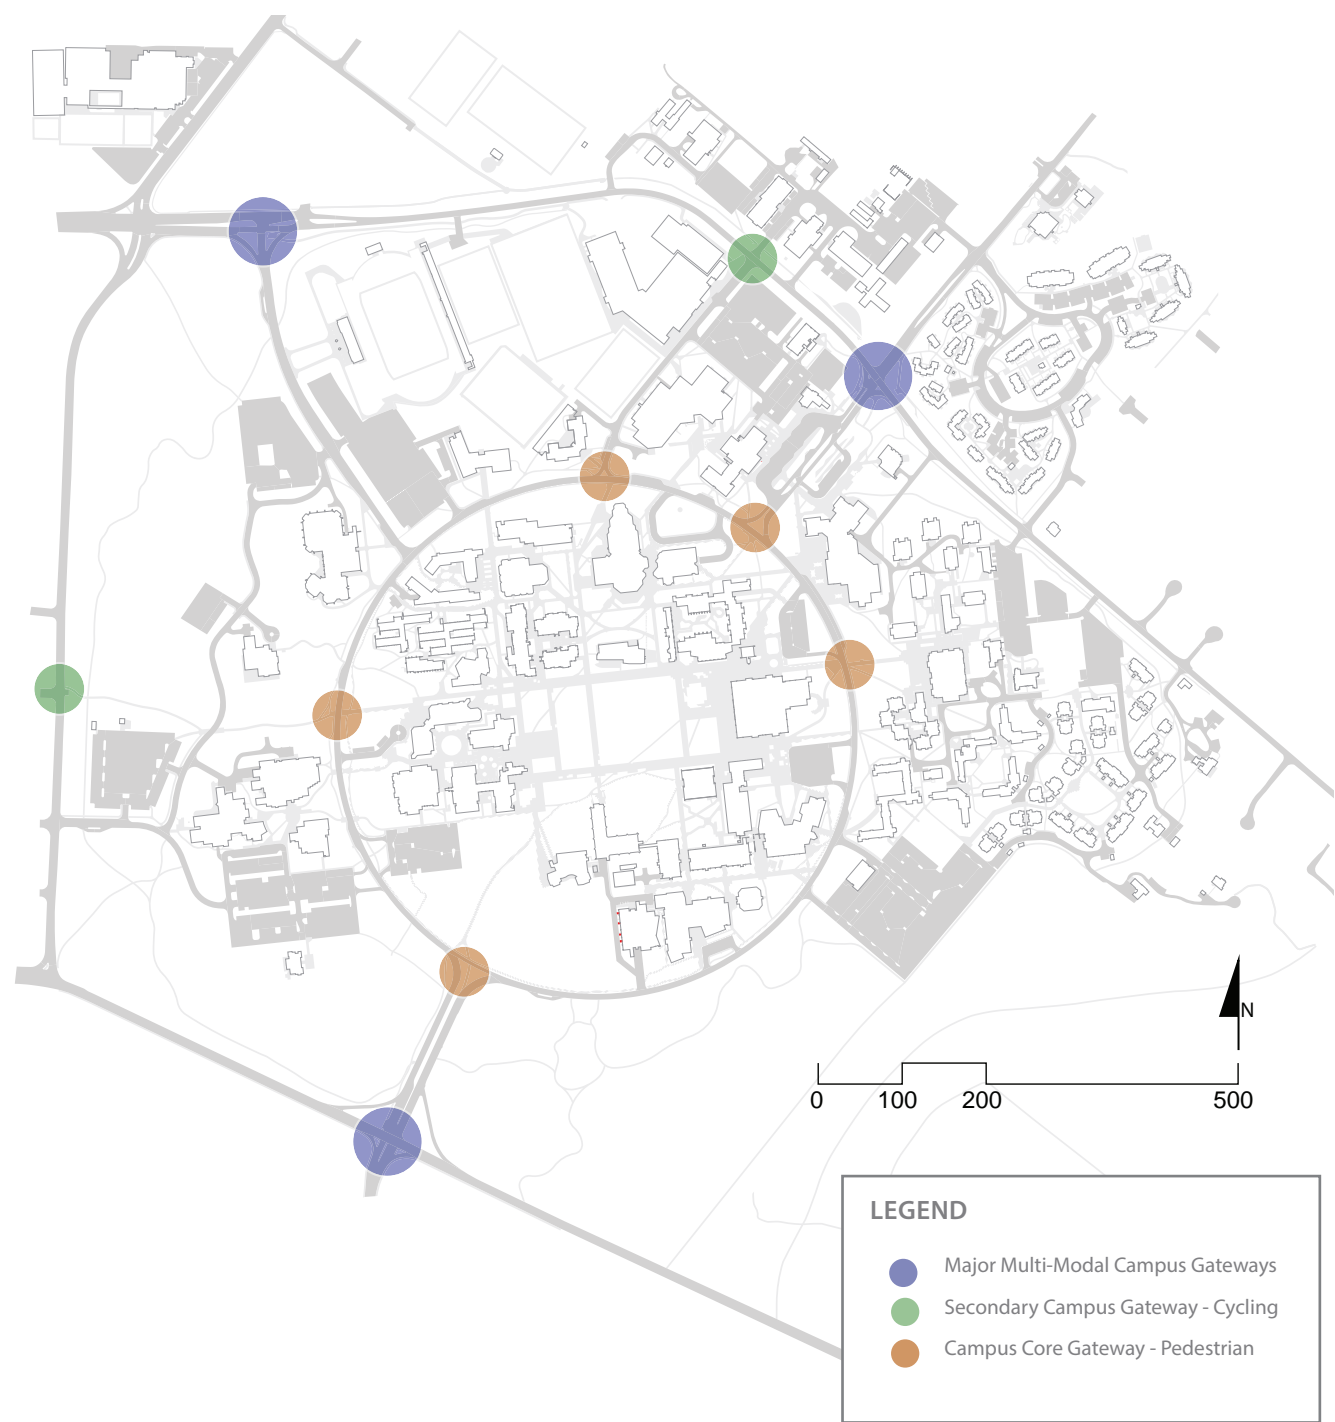 N
0 100 200 500
LEGEND
Major Multi-Modal Campus Gateways
Secondary Campus Gateway - Cycling
Campus Core Gateway - Pedestrian